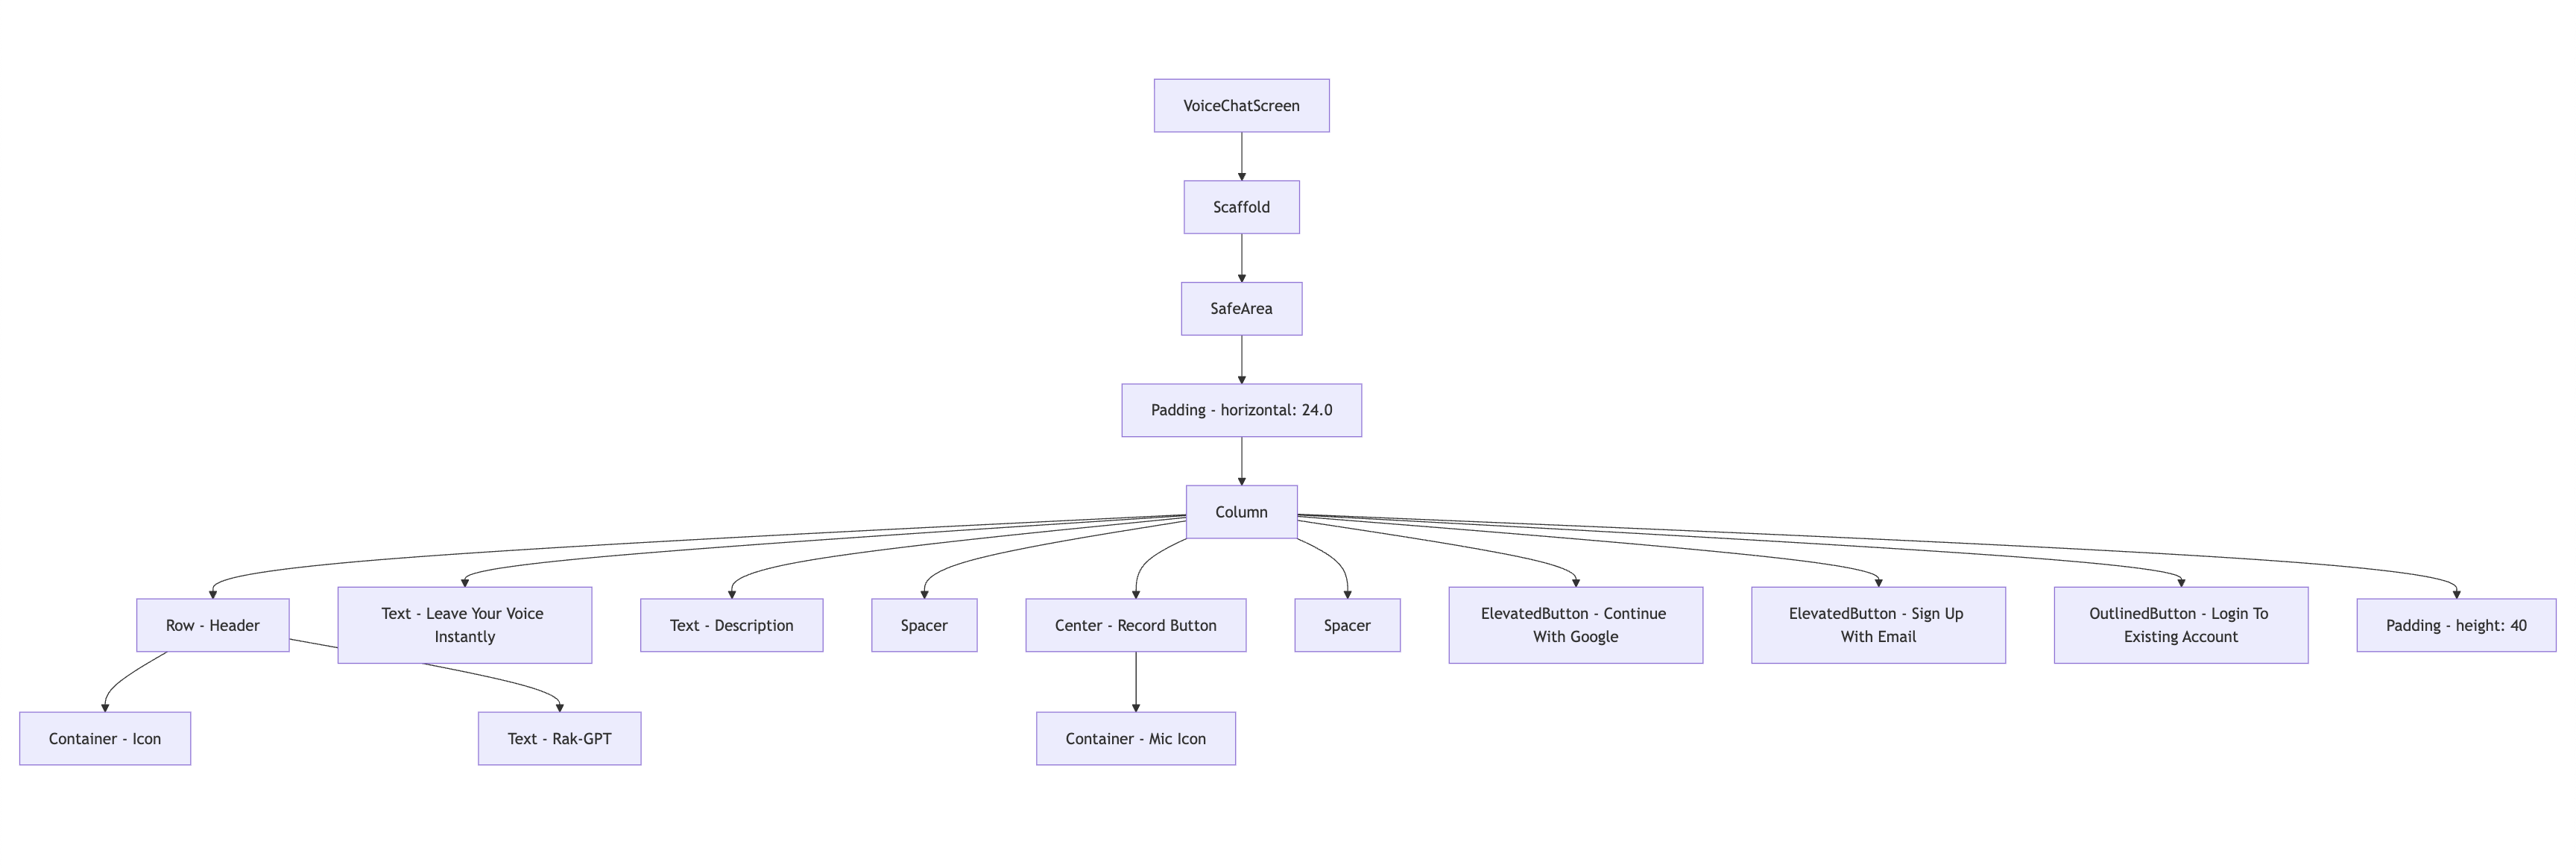 VoiceChatScreen
Scaffold
SafeArea
Padding - horizontal: 24.0
Column
Row - Header
Text - Leave Your Voice
Instantly
Text - Description
Spacer
Center - Record Button
Spacer
ElevatedButton - Continue
With Google
ElevatedButton - Sign Up
With Email
OutlinedButton - Login To
Existing Account
Padding - height: 40
Container - Icon
Text - Rak-GPT
Container - Mic Icon